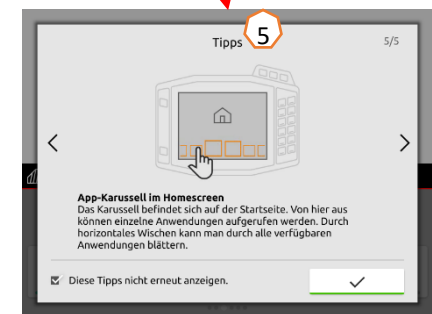 Tipps
5
5/5
App-Karussell im Homescreen
Das Karussell befindet sich auf der Startseite. Von hier aus
können einzelne Anwendungen aufgerufen werden. Durch
horizontales Wischen kann man durch alle verfügbaren
Anwendungen blättern.
Diese Tipps nicht erneut anzeigen.